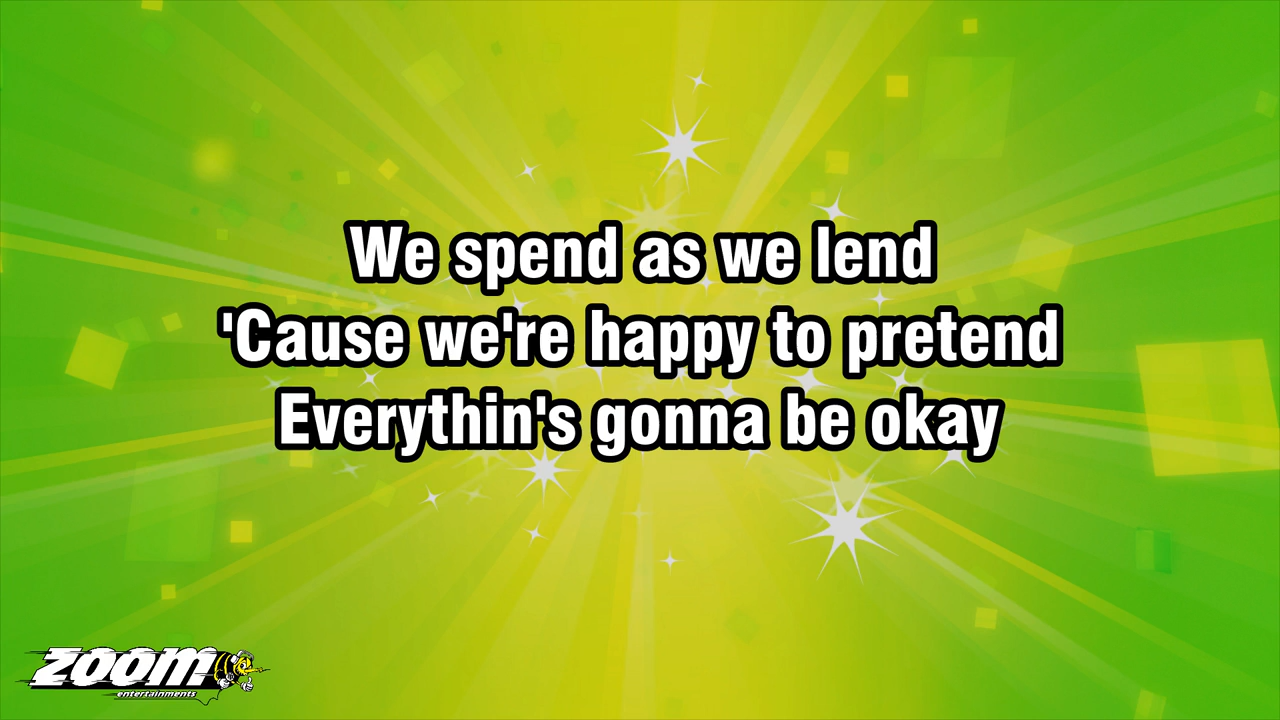 We spend as we lend
'Cause we're happy to pretend
Everythin's gonna be okay
ZOOM
entertainments